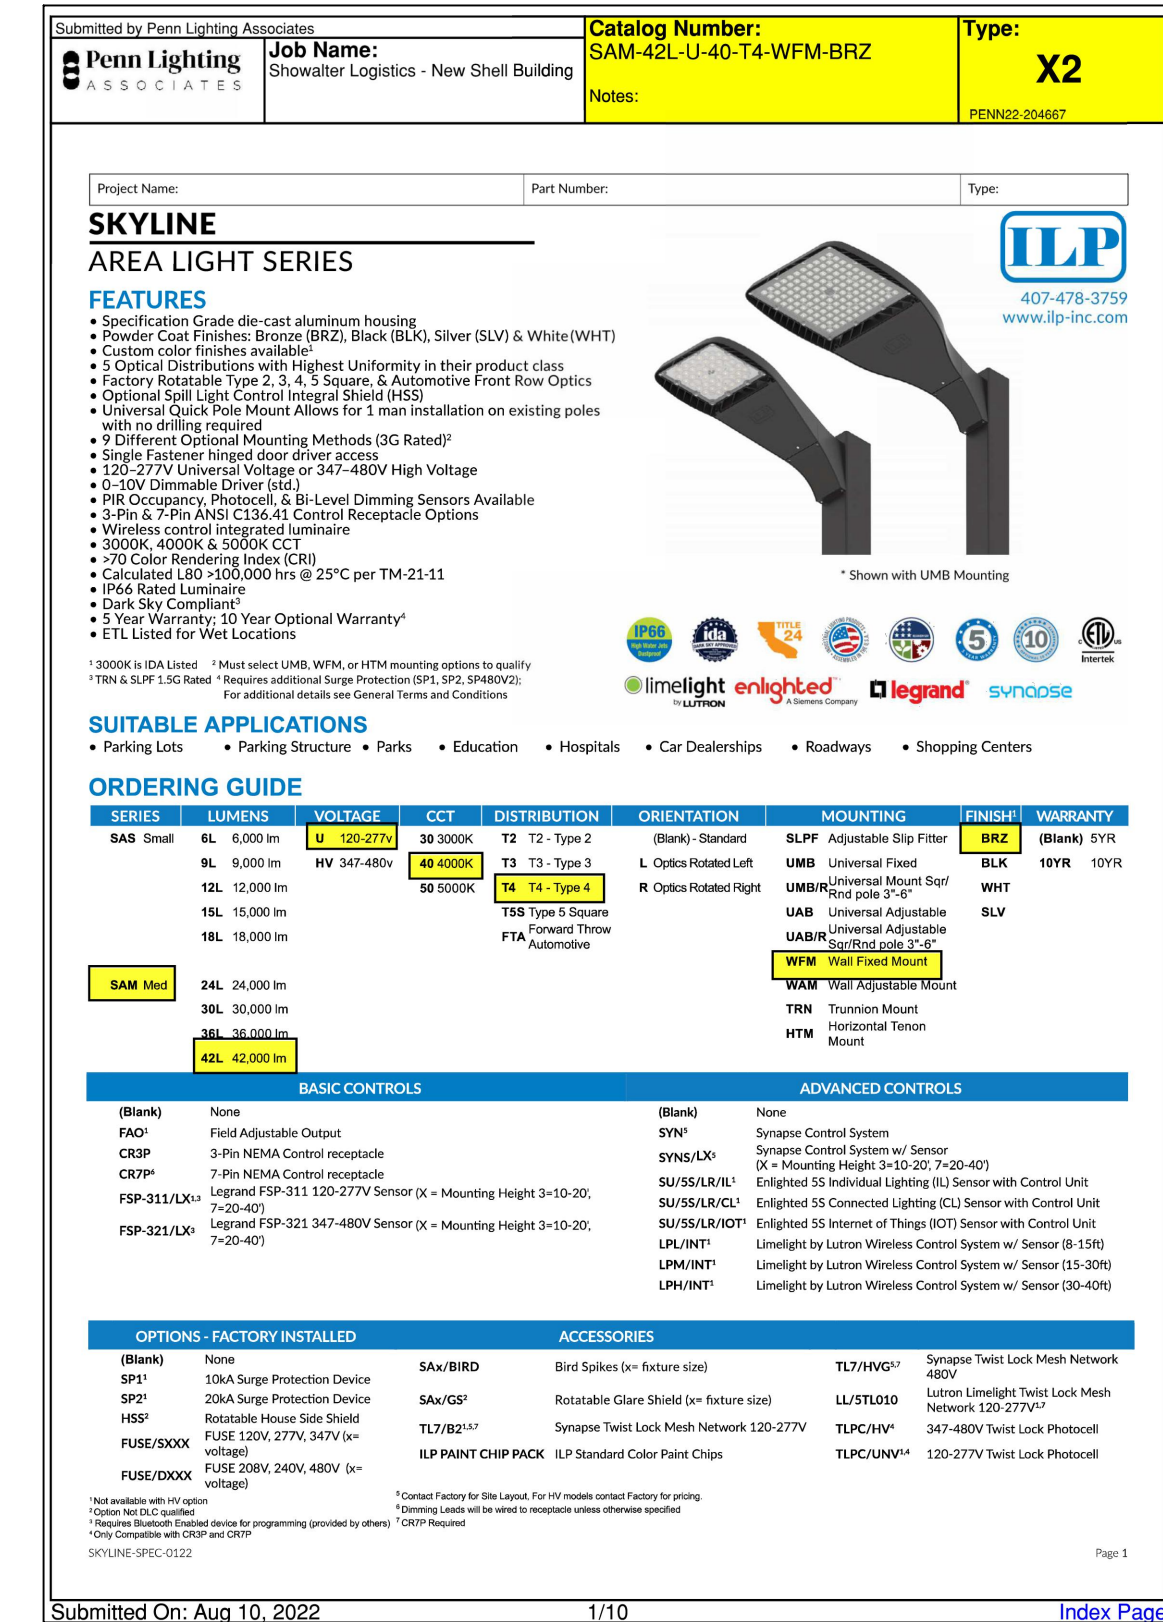 Submitted by Penn Lighting Associates
Penn Lighting
ASSOCIATES
Job Name:
Showalter Logistics - New Shell Building
Catalog Number:
SAM-42L-U-40-T4-WFM-BRZ
Notes:
Type:
X2
PENN22-204667
Project Name:
Part Number:
Type:
SKYLINE
AREA LIGHT SERIES
ILP
407-478-3759
www.ilp-inc.com
FEATURES
• Specification Grade die-cast aluminum housing
• Powder Coat Finishes: Bronze (BRZ), Black (BLK), Silver (SLV) & White (WHT)
• Custom color finishes available¹
• 5 Optical Distributions with Highest Uniformity in their product class
• Factory Rotatable Type 2, 3, 4, 5 Square, & Automotive Front Row Optics
• Optional Spill Light Control Integral Shield (HSS)
• Universal Quick Pole Mount Allows for 1 man installation on existing poles
with no drilling required
• 9 Different Optional Mounting Methods (3G Rated)²
• Single Fastener hinged door driver access
• 120–277V Universal Voltage or 347–480V High Voltage
• 0–10V Dimmable Driver (std.)
• PIR Occupancy, Photocell, & Bi-Level Dimming Sensors Available
• 3-Pin & 7-Pin ANSI C136.41 Control Receptacle Options
• Wireless control integrated luminaire
• 3000K, 4000K & 5000K CCT
• >70 Color Rendering Index (CRI)
• Calculated L80 >100,000 hrs @ 25°C per TM-21-11
• IP66 Rated Luminaire
• Dark Sky Compliant³
• 5 Year Warranty; 10 Year Optional Warranty⁴
• ETL Listed for Wet Locations
* Shown with UMB Mounting
¹ 3000K is IDA Listed ² Must select UMB, WFM, or HTM mounting options to qualify
³ TRN & SLPF 1.5G Rated ⁴ Requires additional Surge Protection (SP1, SP2, SP480V2);
For additional details see General Terms and Conditions
IP66
ida
TITLE
24
5
10
ETL
us
Intertek
limelight
by LUTRON
enlighted
A Siemens Company
legrand
synapse
SUITABLE APPLICATIONS
• Parking Lots • Parking Structure • Parks • Education • Hospitals • Car Dealerships • Roadways • Shopping Centers
ORDERING GUIDE
SERIES LUMENS VOLTAGE CCT DISTRIBUTION ORIENTATION MOUNTING FINISH¹ WARRANTY
SAS Small 6L 6,000 lm U 120-277v 30 3000K T2 T2 - Type 2 (Blank) - Standard SLPF Adjustable Slip Fitter BRZ (Blank) 5YR
9L 9,000 lm HV 347-480v 40 4000K T3 T3 - Type 3 L Optics Rotated Left UMB Universal Fixed BLK 10YR 10YR
12L 12,000 lm 50 5000K T4 T4 - Type 4 R Optics Rotated Right UMB/R Universal Mount Sqr/
Rnd pole 3"-6" WHT
15L 15,000 lm T5S Type 5 Square UAB Universal Adjustable SLV
18L 18,000 lm FTA Forward Throw
Automotive UAB/R Universal Adjustable
Sqr/Rnd pole 3"-6"
WFM Wall Fixed Mount
SAM Med 24L 24,000 lm WAM Wall Adjustable Mount
30L 30,000 lm TRN Trunnion Mount
36L 36,000 lm HTM Horizontal Tenon
Mount
42L 42,000 lm
BASIC CONTROLS
(Blank) None
FAO¹ Field Adjustable Output
CR3P 3-Pin NEMA Control receptacle
CR7P⁶ 7-Pin NEMA Control receptacle
FSP-311/LX¹,³ Legrand FSP-311 120-277V Sensor (X = Mounting Height 3=10-20',
7=20-40')
FSP-321/LX³ Legrand FSP-321 347-480V Sensor (X = Mounting Height 3=10-20',
7=20-40')
ADVANCED CONTROLS
(Blank) None
SYN⁵ Synapse Control System
SYNS/LX⁵ Synapse Control System w/ Sensor
(X = Mounting Height 3=10-20', 7=20-40')
SU/5S/LR/IL¹ Enlighted 5S Individual Lighting (IL) Sensor with Control Unit
SU/5S/LR/CL¹ Enlighted 5S Connected Lighting (CL) Sensor with Control Unit
SU/5S/LR/IOT¹ Enlighted 5S Internet of Things (IOT) Sensor with Control Unit
LPL/INT¹ Limelight by Lutron Wireless Control System w/ Sensor (8-15ft)
LPM/INT¹ Limelight by Lutron Wireless Control System w/ Sensor (15-30ft)
LPH/INT¹ Limelight by Lutron Wireless Control System w/ Sensor (30-40ft)
OPTIONS - FACTORY INSTALLED
(Blank) None
SP1¹ 10kA Surge Protection Device
SP2¹ 20kA Surge Protection Device
HSS² Rotatable House Side Shield
FUSE/SXXX FUSE 120V, 277V, 347V (x=
voltage)
FUSE/DXXX FUSE 208V, 240V, 480V (x=
voltage)
ACCESSORIES
SAx/BIRD Bird Spikes (x= fixture size)
SAx/GS² Rotatable Glare Shield (x= fixture size)
TL7/B2¹,⁵,⁷ Synapse Twist Lock Mesh Network 120-277V
ILP PAINT CHIP PACK ILP Standard Color Paint Chips
TL7/HVG⁵,⁷ Synapse Twist Lock Mesh Network
480V
LL/5TL010 Lutron Limelight Twist Lock Mesh
Network 120-277V¹,⁷
TLPC/HV⁴ 347-480V Twist Lock Photocell
TLPC/UNV¹,⁴ 120-277V Twist Lock Photocell
¹ Not available with HV option
² Option Not DLC qualified
³ Requires Bluetooth Enabled device for programming (provided by others)
⁴ Only Compatible with CR3P and CR7P
⁵ Contact Factory for Site Layout, For HV models contact Factory for pricing.
⁶ Dimming Leads will be wired to receptacle unless otherwise specified
⁷ CR7P Required
SKYLINE-SPEC-0122
Page 1
Submitted On: Aug 10, 2022
1/10
Index Page